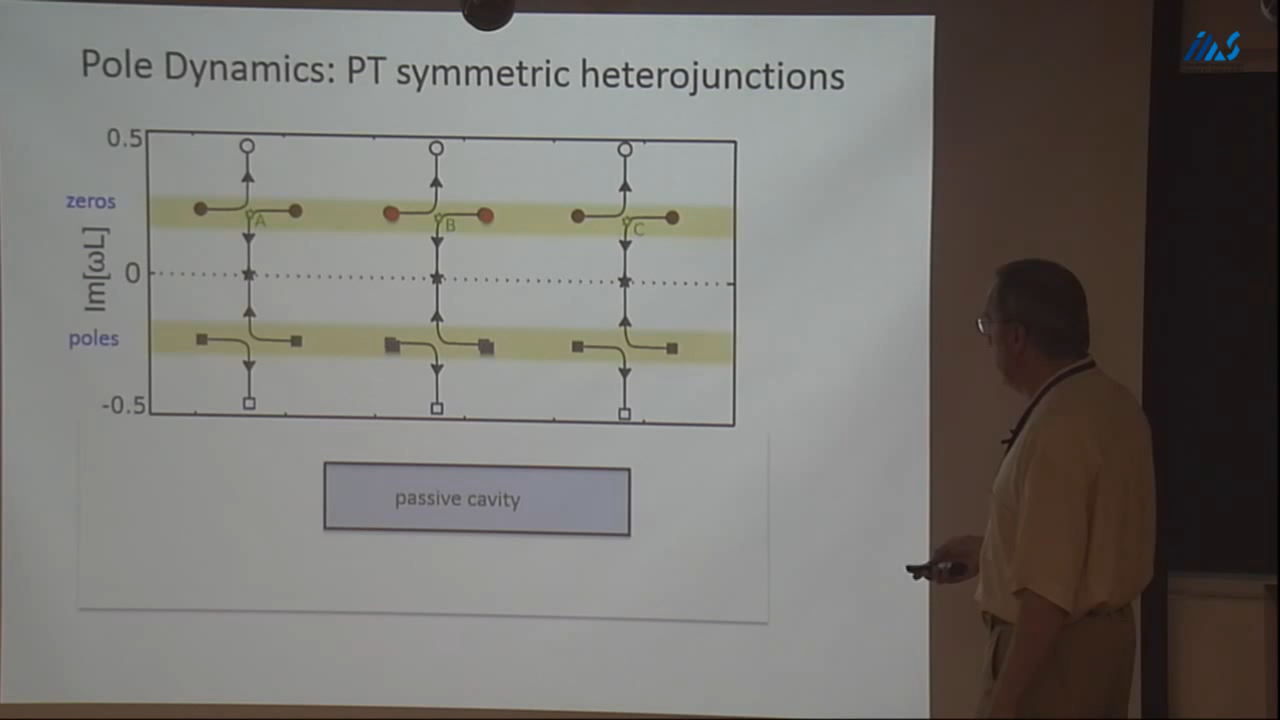 Pole Dynamics: PT symmetric heterojunctions
0.5
zeros
A
B
C
Im[ωL]
0
poles
-0.5
passive cavity
IMS